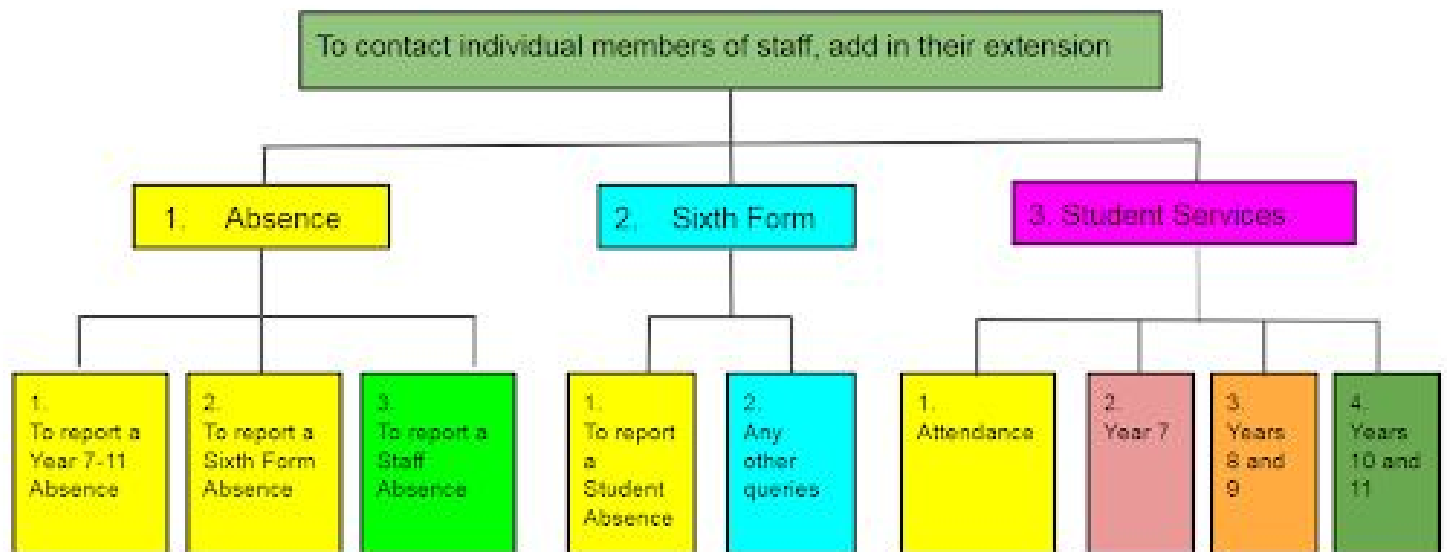 To contact individual members of staff, add in their extension
1. Absence
2. Sixth Form
3. Student Services
1.
To report a
Year 7-11
Absence
2.
To report a
Sixth Form
Absence
3.
To report a
Staff
Absence
1.
To report
a
Student
Absence
2.
Any
other
queries
1.
Attendance
2.
Year 7
3.
Years
8 and
9
4.
Years
10 and
11